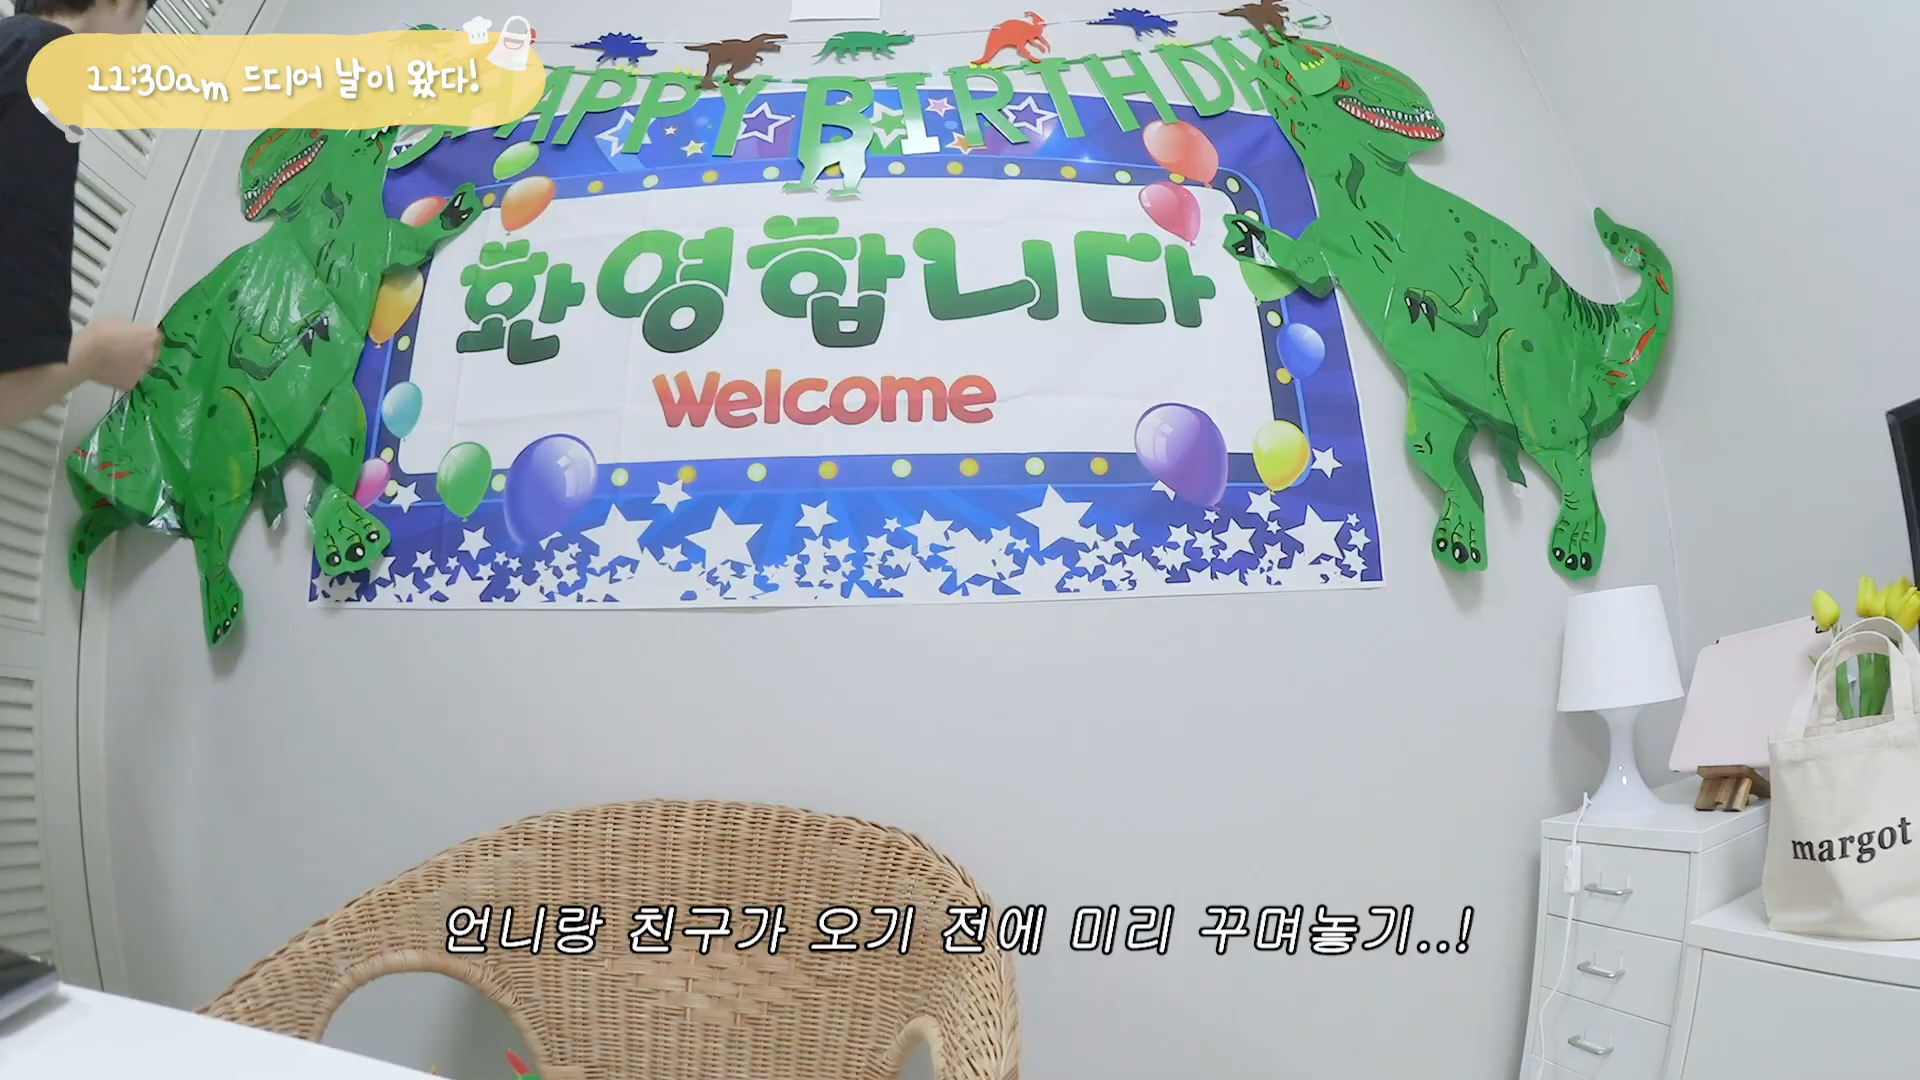 11:30am 드디어 날이 왔다!
HAPPY BIRTHDAY
환영합니다
Welcome
margot
언니랑 친구가 오기 전에 미리 꾸며놓기..!